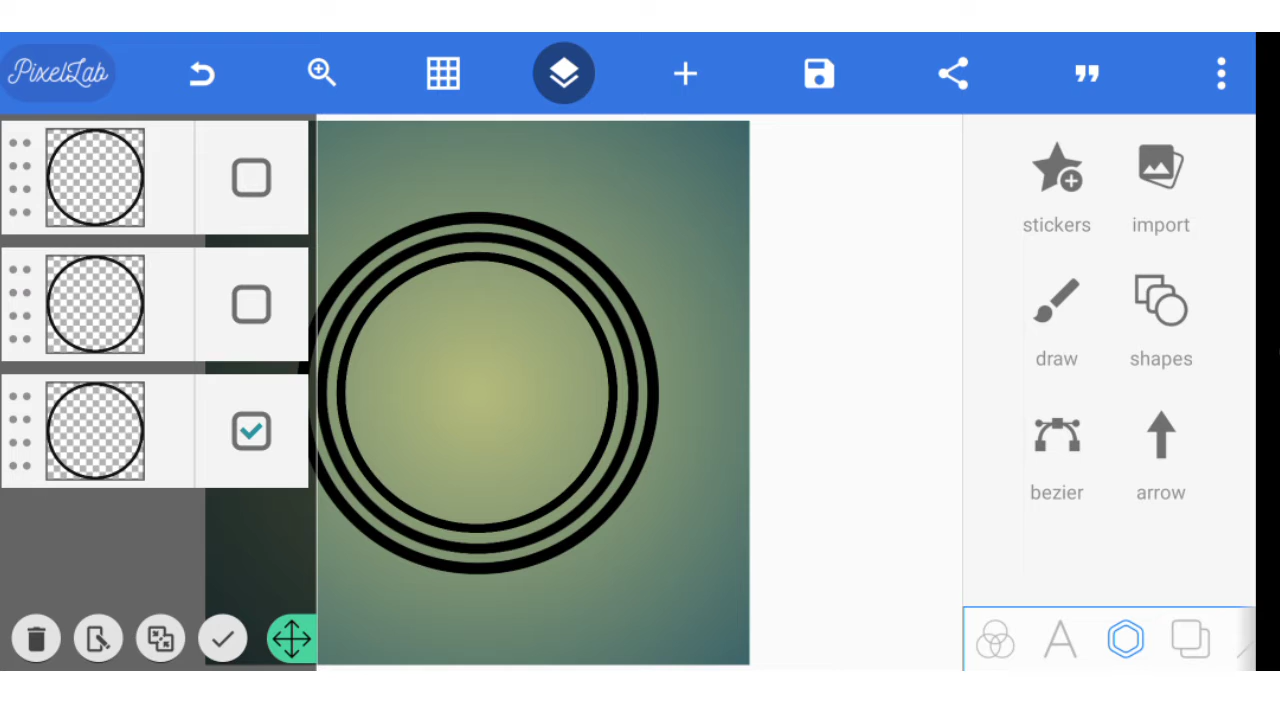 PixelLab
stickers
import
draw
shapes
bezier
arrow